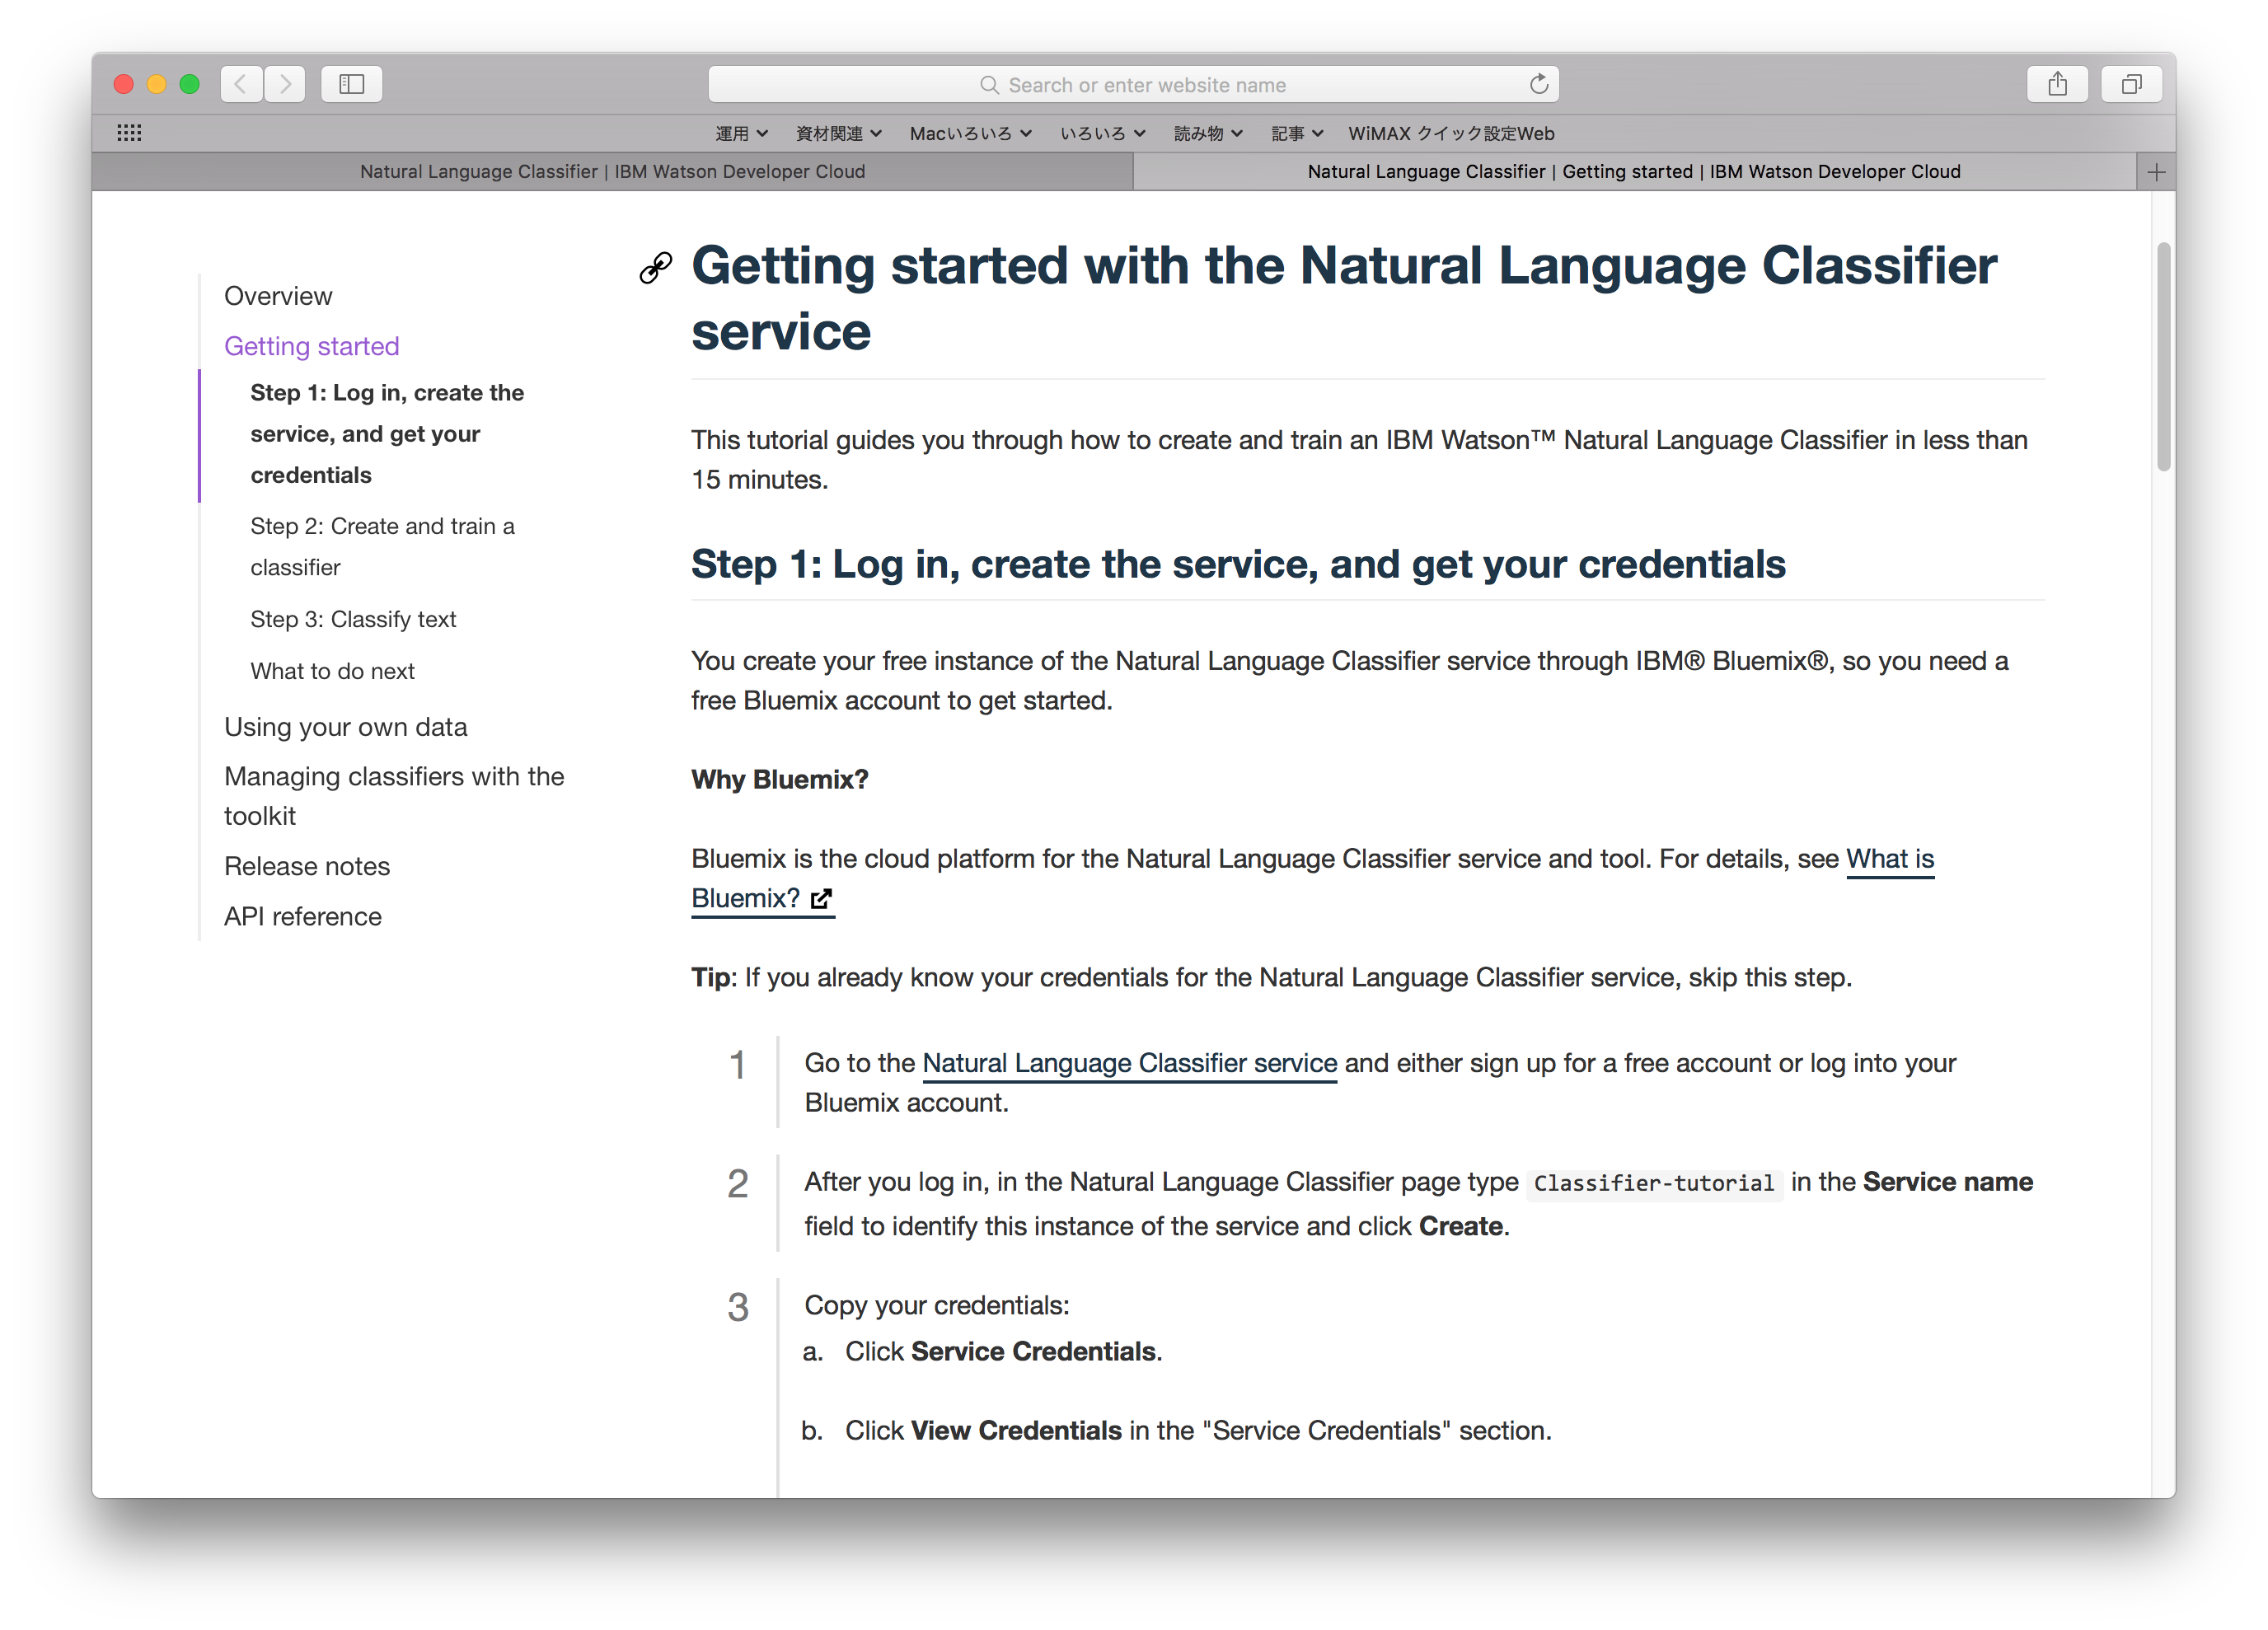 Search or enter website name
運用 資材関連 Macいろいろ いろいろ 読み物 記事 WiMAX クイック設定Web
Natural Language Classifier | IBM Watson Developer Cloud
Natural Language Classifier | Getting started | IBM Watson Developer Cloud
Overview
Getting started
Step 1: Log in, create the
service, and get your
credentials
Step 2: Create and train a
classifier
Step 3: Classify text
What to do next
Using your own data
Managing classifiers with the
toolkit
Release notes
API reference
Getting started with the Natural Language Classifier
service
This tutorial guides you through how to create and train an IBM Watson™ Natural Language Classifier in less than
15 minutes.
Step 1: Log in, create the service, and get your credentials
You create your free instance of the Natural Language Classifier service through IBM® Bluemix®, so you need a
free Bluemix account to get started.
Why Bluemix?
Bluemix is the cloud platform for the Natural Language Classifier service and tool. For details, see What is
Bluemix?
Tip: If you already know your credentials for the Natural Language Classifier service, skip this step.
1 Go to the Natural Language Classifier service and either sign up for a free account or log into your
Bluemix account.
2 After you log in, in the Natural Language Classifier page type Classifier-tutorial in the Service name
field to identify this instance of the service and click Create.
3 Copy your credentials:
a. Click Service Credentials.
b. Click View Credentials in the "Service Credentials" section.